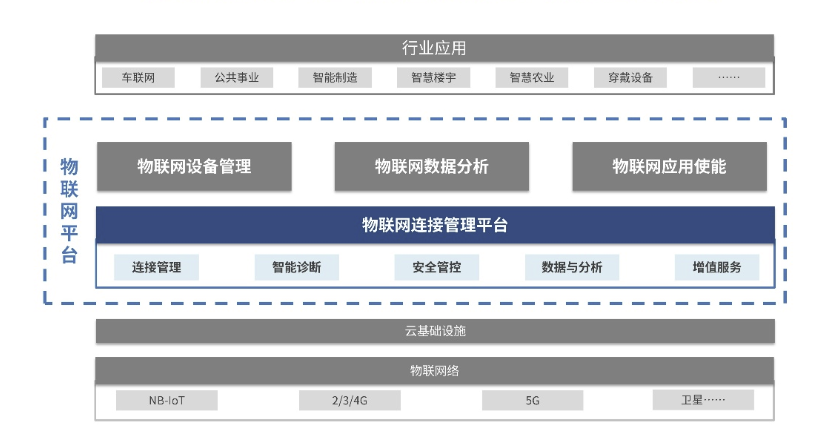 行业应用
车联网
公共事业
智能制造
智慧楼宇
智慧农业
穿戴设备
……
物联网平台
物联网设备管理
物联网数据分析
物联网应用使能
物联网连接管理平台
连接管理
智能诊断
安全管控
数据与分析
增值服务
云基础设施
物联网络
NB-IoT
2/3/4G
5G
卫星……